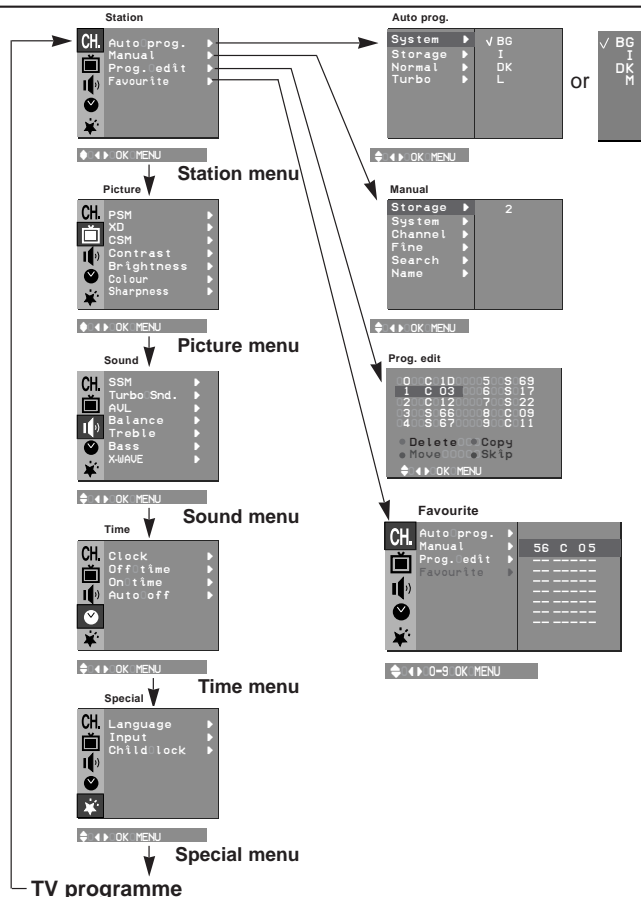 Station
CH.
Auto prog.
Manual
Prog. edit
Favourite
OK MENU
Station menu
Picture
CH.
PSM
XD
CSM
Contrast
Brightness
Colour
Sharpness
OK MENU
Picture menu
Sound
CH.
SSM
Turbo Snd.
AVL
Balance
Treble
Bass
X-WAVE
OK MENU
Sound menu
Time
CH.
Clock
Off time
On time
Auto off
OK MENU
Time menu
Special
CH.
Language
Input
Child lock
OK MENU
Special menu
TV programme
Auto prog.
System √ BG
Storage I
Normal DK
Turbo L
OK MENU
or
√ BG
I
DK
M
Manual
Storage 2
System
Channel
Fine
Search
Name
OK MENU
Prog. edit
0 C 1D 5 S 69
1 C 03 6 S 17
2 C 12 7 S 22
3 S 66 8 C 09
4 S 67 9 C 11
Delete Copy
Move Skip
OK MENU
Favourite
CH.
Auto prog.
Manual
Prog. edit
Favourite
56 C 05
-- -- ---
-- -- ---
-- -- ---
-- -- ---
-- -- ---
-- -- ---
-- -- ---
0-9 OK MENU